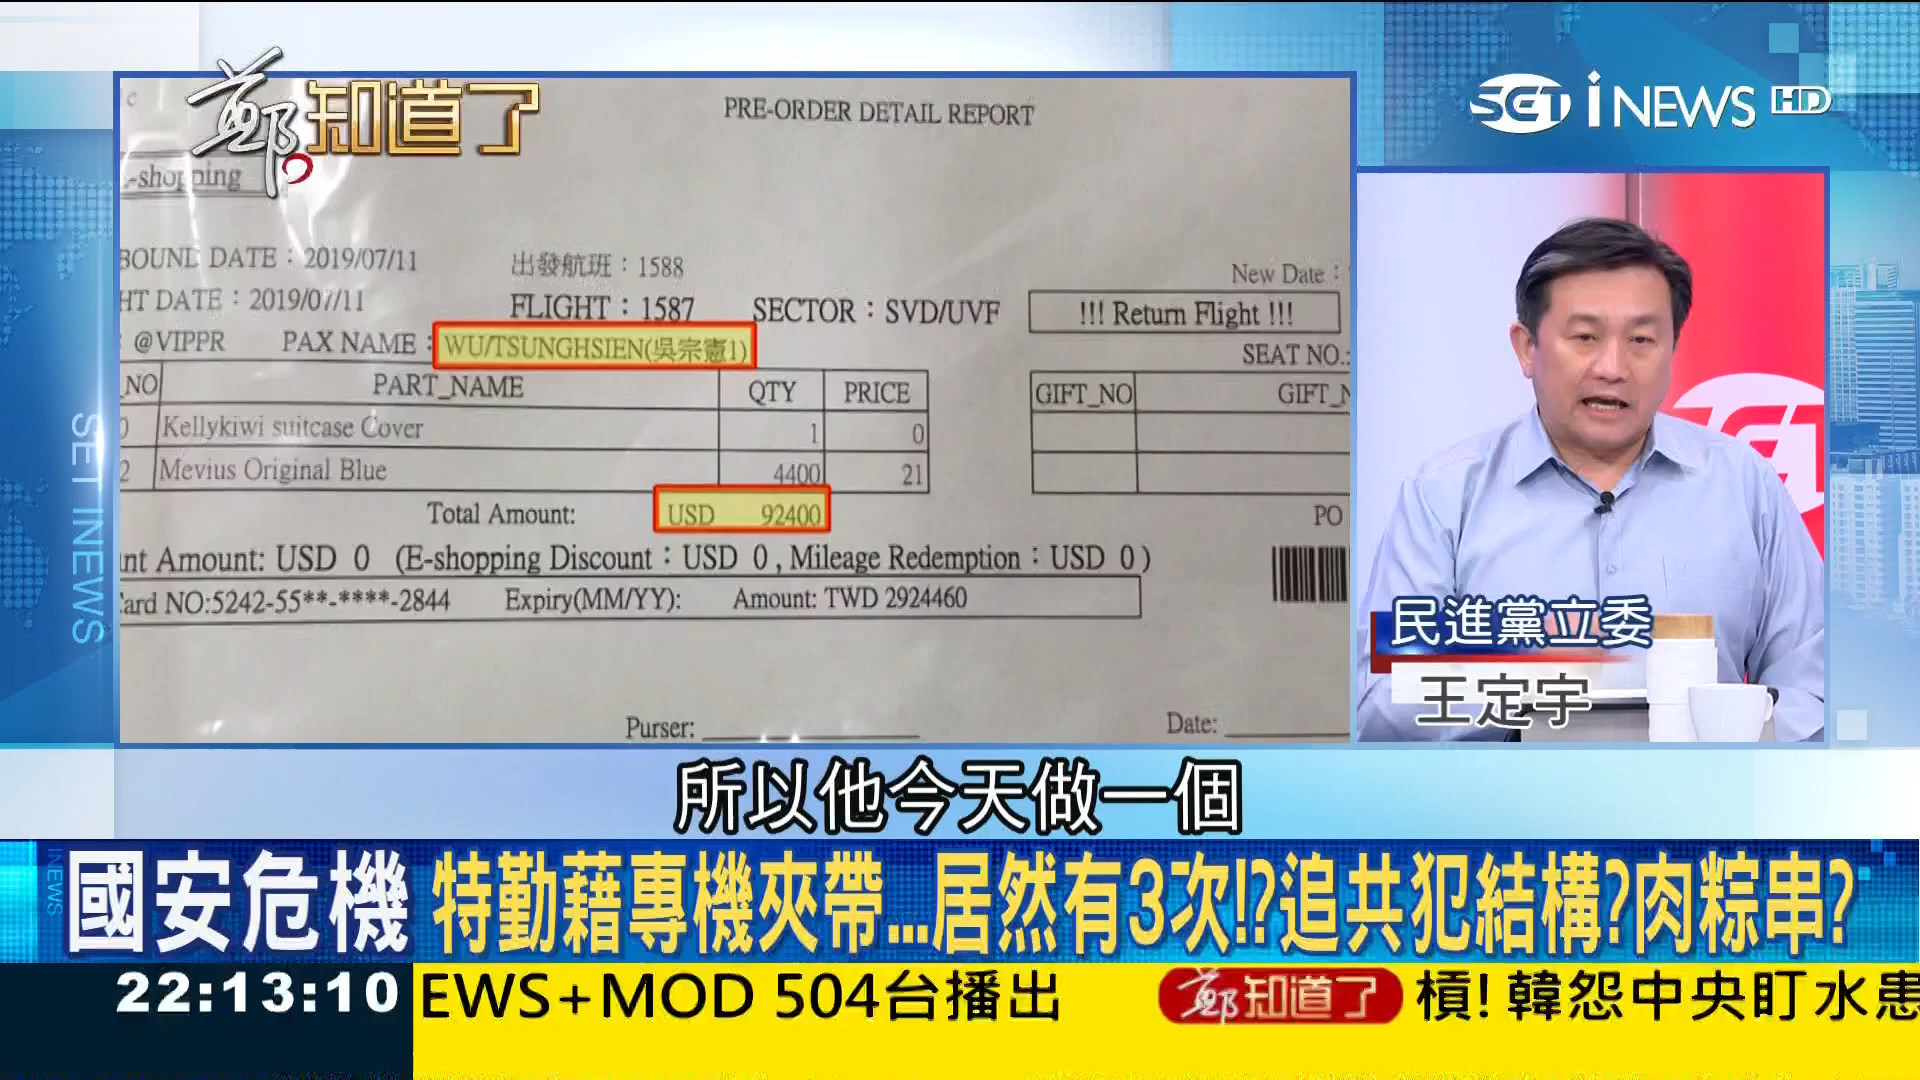 鄭知道了
SET iNEWS HD
SET INEWS
PRE-ORDER DETAIL REPORT
-shopping
BOUND DATE：2019/07/11
出發航班：1588
New Date：
HT DATE：2019/07/11
FLIGHT：1587
SECTOR：SVD/UVF
!!! Return Flight !!!
@VIPPR
PAX NAME：WU/TSUNGHSIEN(吳宗憲1)
SEAT NO.:
_NO PART_NAME QTY PRICE
GIFT_NO GIFT_N
0 Kellykiwi suitcase Cover 1 0
2 Mevius Original Blue 4400 21
Total Amount: USD 92400
PO
nt Amount: USD 0 (E-shopping Discount：USD 0 , Mileage Redemption：USD 0 )
Card NO:5242-55**-****-2844 Expiry(MM/YY): Amount: TWD 2924460
Purser:
Date:
民進黨立委
王定宇
所以他今天做一個
INEWS
國安危機
特勤藉專機夾帶...居然有3次!?追共犯結構?肉粽串?
22:13:10
EWS+MOD 504台播出
鄭知道了
槓! 韓怨中央盯水患